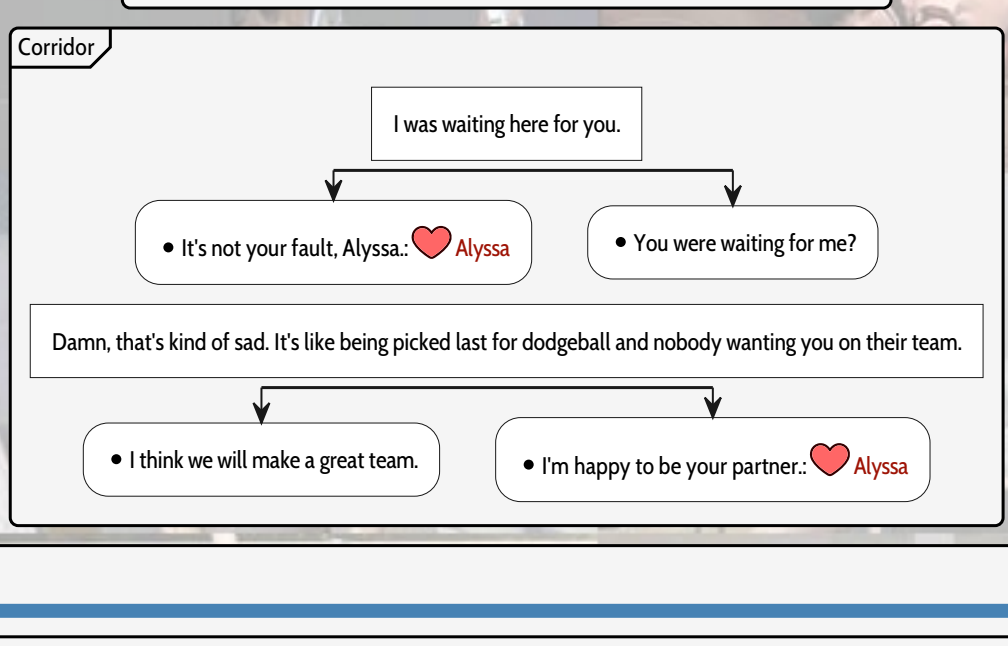 Corridor
I was waiting here for you.
• It's not your fault, Alyssa.: Alyssa
• You were waiting for me?
Damn, that's kind of sad. It's like being picked last for dodgeball and nobody wanting you on their team.
• I think we will make a great team.
• I'm happy to be your partner.: Alyssa